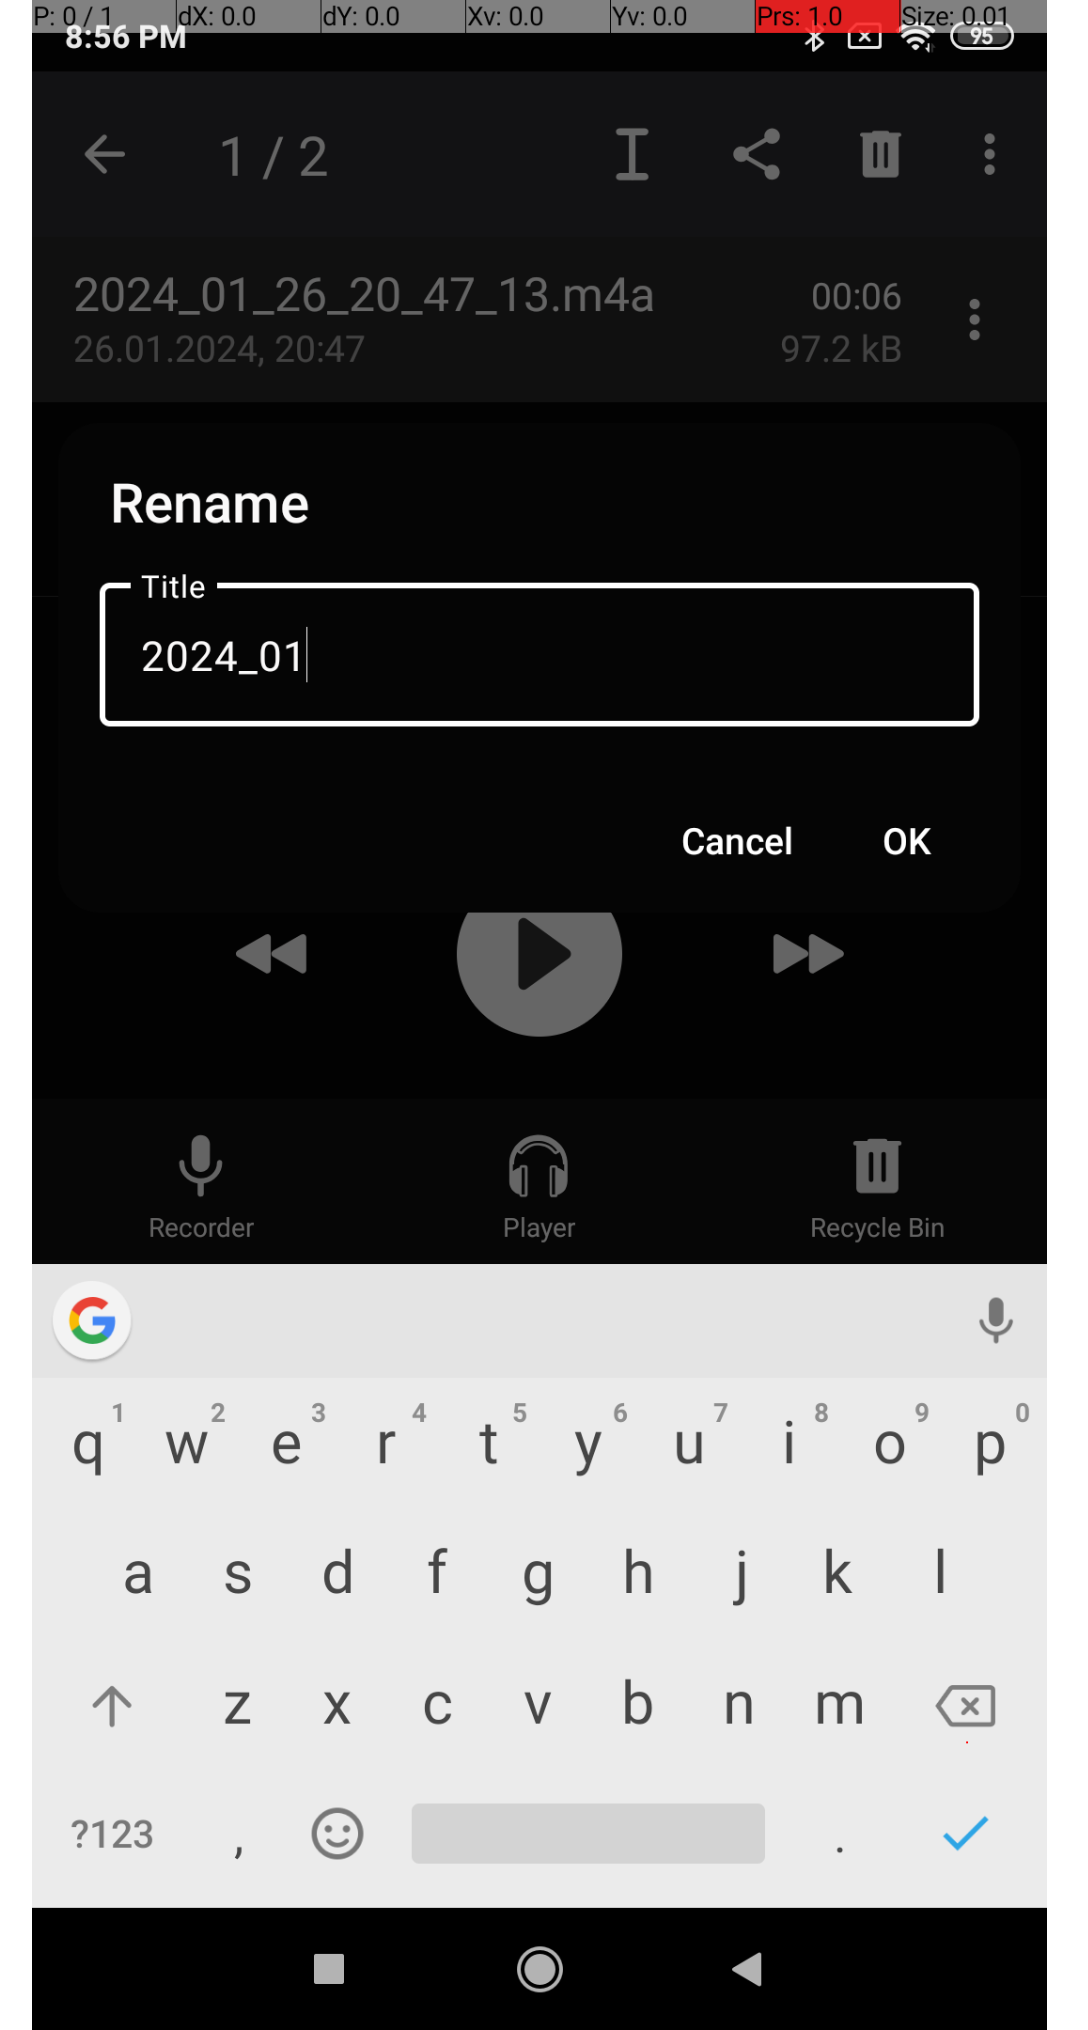 P: 0 / 1 dX: 0.0 dY: 0.0 Xv: 0.0 Yv: 0.0 Prs: 1.0 Size: 0.01
8:56 PM 95
1 / 2
2024_01_26_20_47_13.m4a 00:06
26.01.2024, 20:47 97.2 kB
Rename
Title
2024_01
Cancel OK
Recorder Player Recycle Bin
1 2 3 4 5 6 7 8 9 0
q w e r t y u i o p
a s d f g h j k l
z x c v b n m
?123 , .